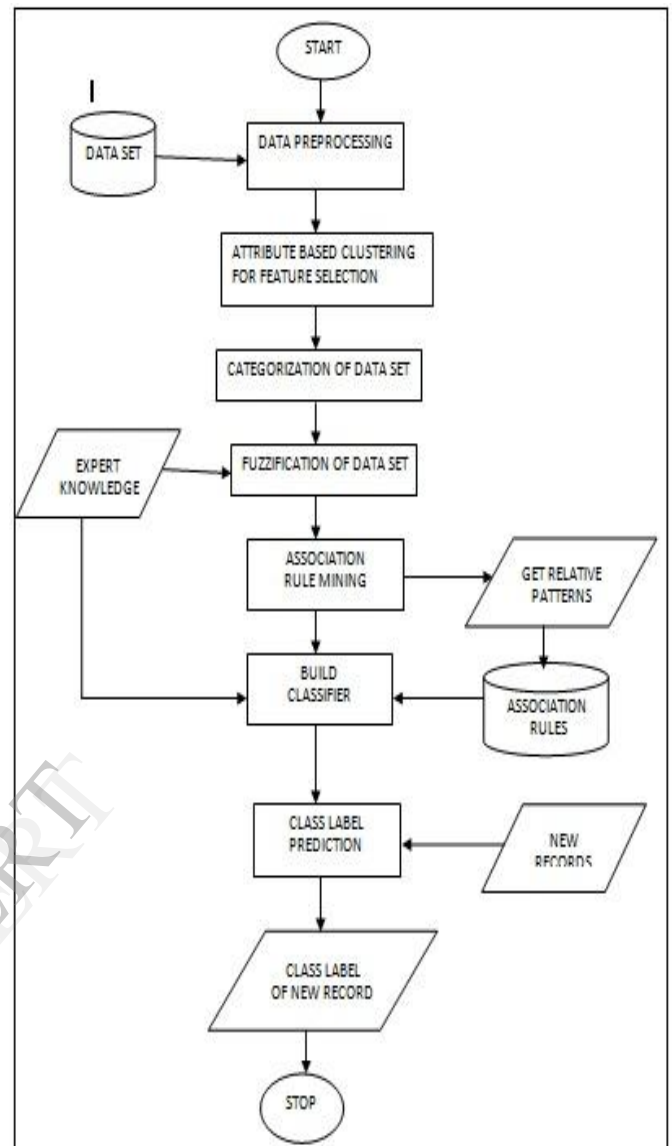 START
DATA SET
DATA PREPROCESSING
ATTRIBUTE BASED CLUSTERING
FOR FEATURE SELECTION
CATEGORIZATION OF DATA SET
EXPERT
KNOWLEDGE
FUZZIFICATION OF DATA SET
ASSOCIATION
RULE MINING
GET RELATIVE
PATTERNS
BUILD
CLASSIFIER
ASSOCIATION
RULES
CLASS LABEL
PREDICTION
NEW
RECORDS
CLASS LABEL
OF NEW RECORD
STOP